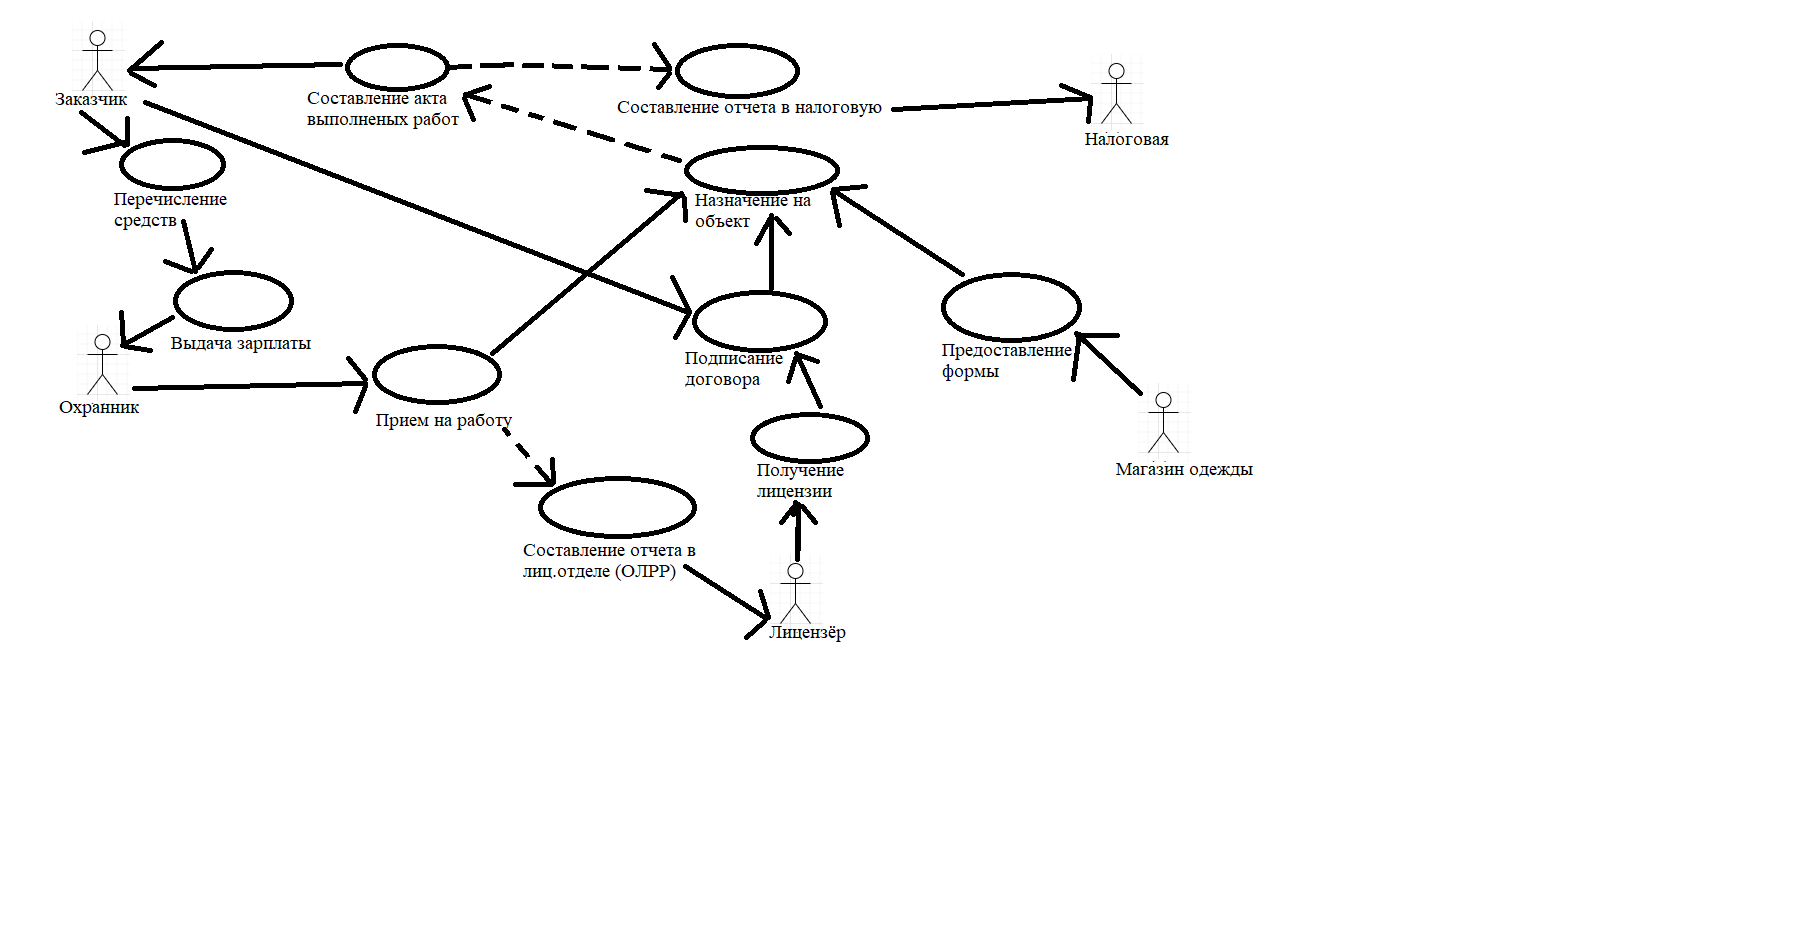 Заказчик
Составление акта
выполненых работ
Составление отчета в налоговую
Налоговая
Перечисление
средств
Назначение на
объект
Выдача зарплаты
Охранник
Прием на работу
Подписание
договора
Предоставление
формы
Получение
лицензии
Магазин одежды
Составление отчета в
лиц.отделе (ОЛРР)
Лицензёр